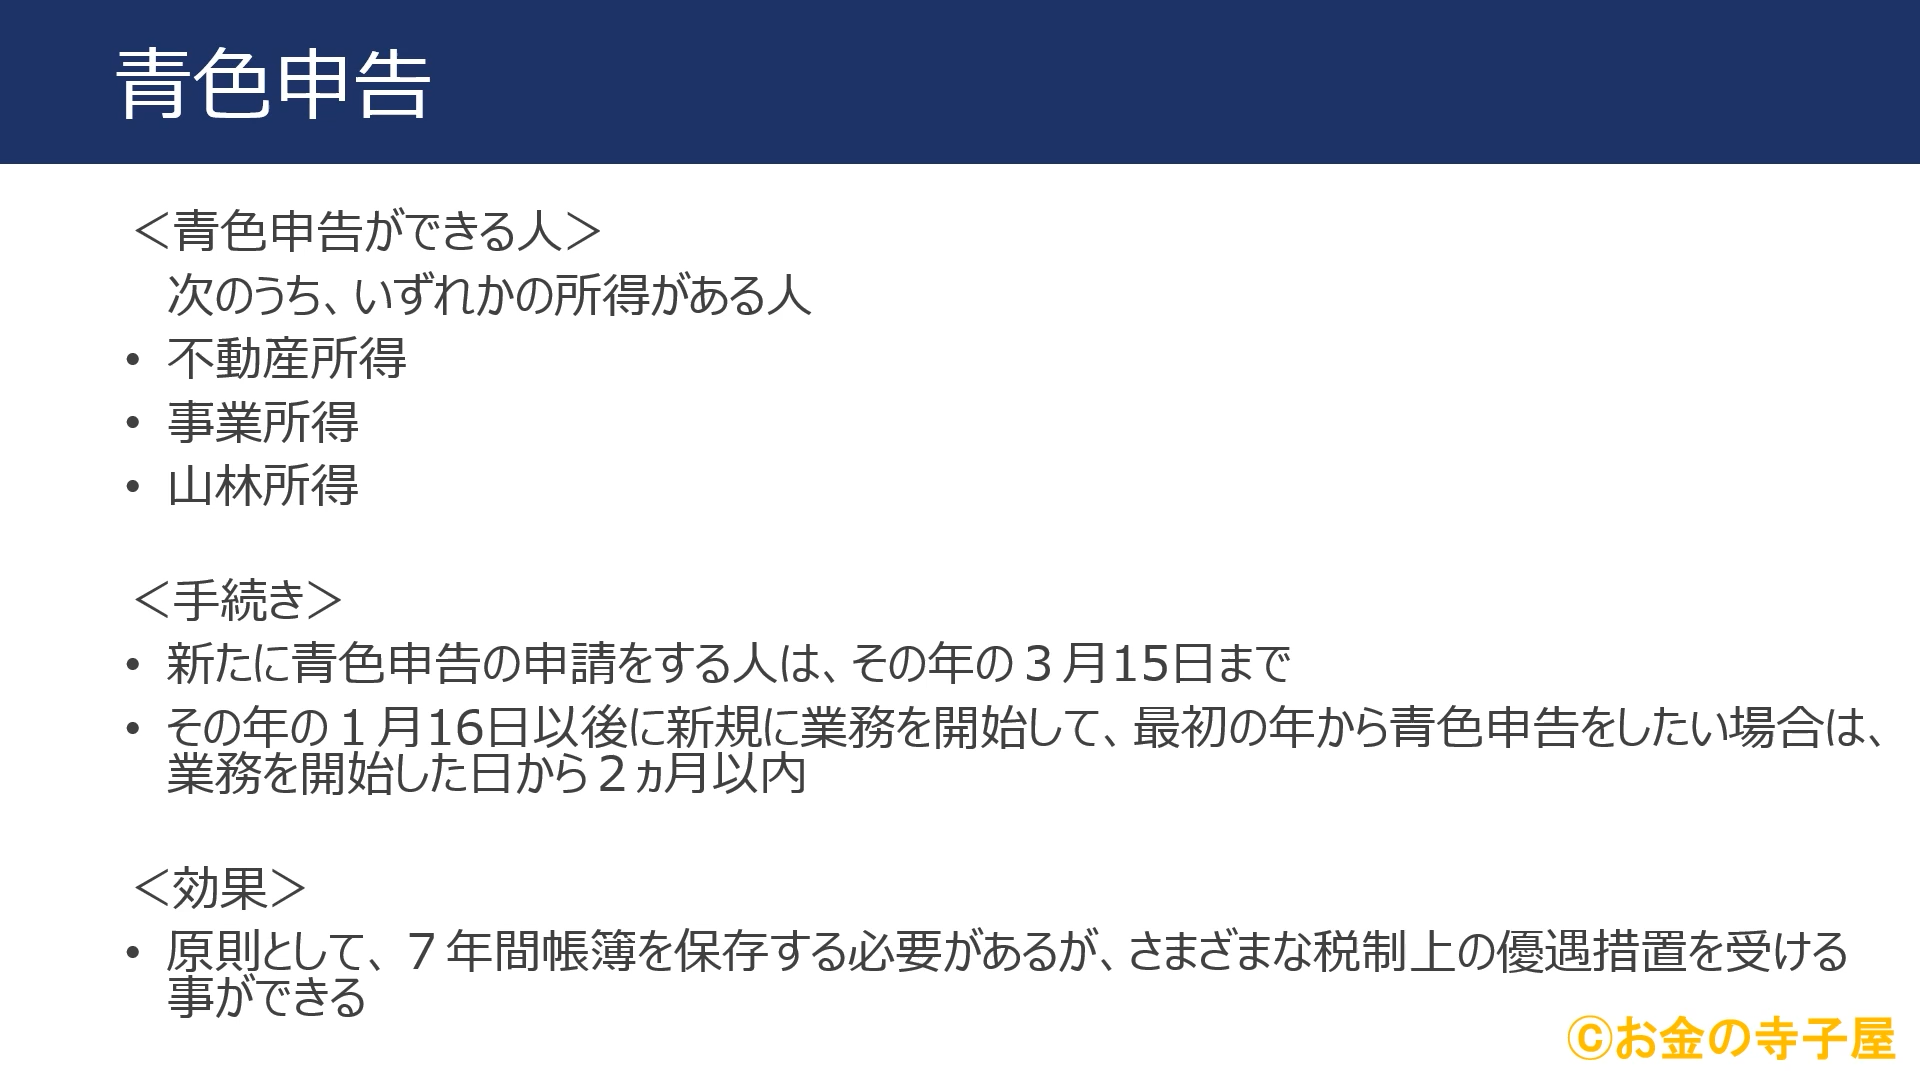 青色申告
＜青色申告ができる人＞
次のうち、いずれかの所得がある人
• 不動産所得
• 事業所得
• 山林所得
＜手続き＞
• 新たに青色申告の申請をする人は、その年の３月15日まで
• その年の１月16日以後に新規に業務を開始して、最初の年から青色申告をしたい場合は、
業務を開始した日から２ヵ月以内
＜効果＞
• 原則として、７年間帳簿を保存する必要があるが、さまざまな税制上の優遇措置を受ける
事ができる
©お金の寺子屋